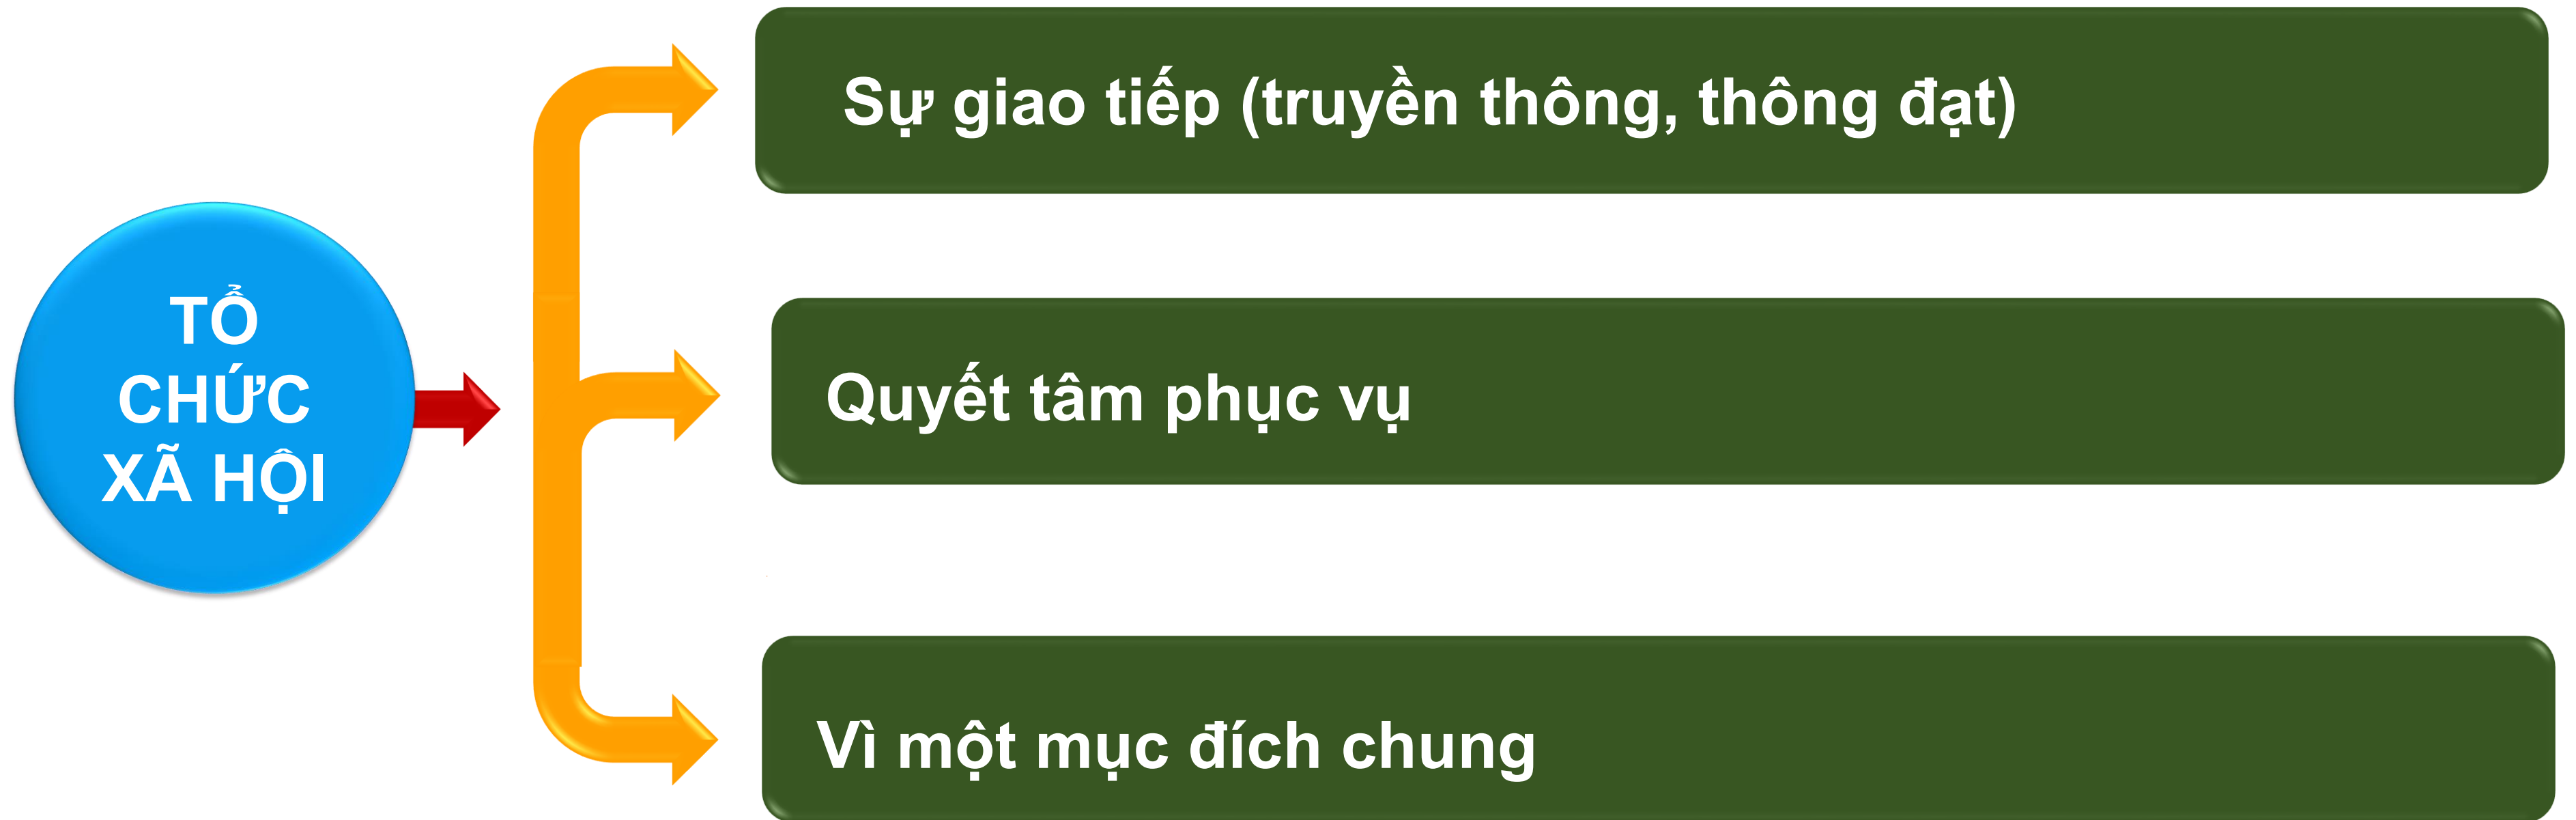 TỔ
CHỨC
XÃ HỘI
Sự giao tiếp (truyền thông, thông đạt)
Quyết tâm phục vụ
Vì một mục đích chung